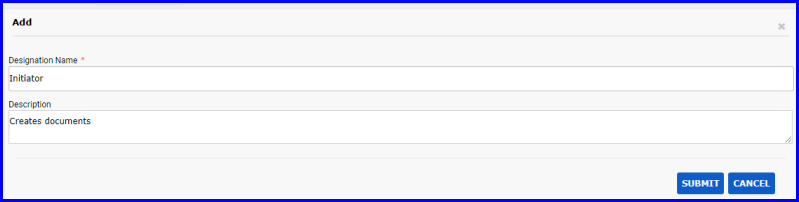 Add
Designation Name *
Initiator
Description
Creates documents
SUBMIT CANCEL